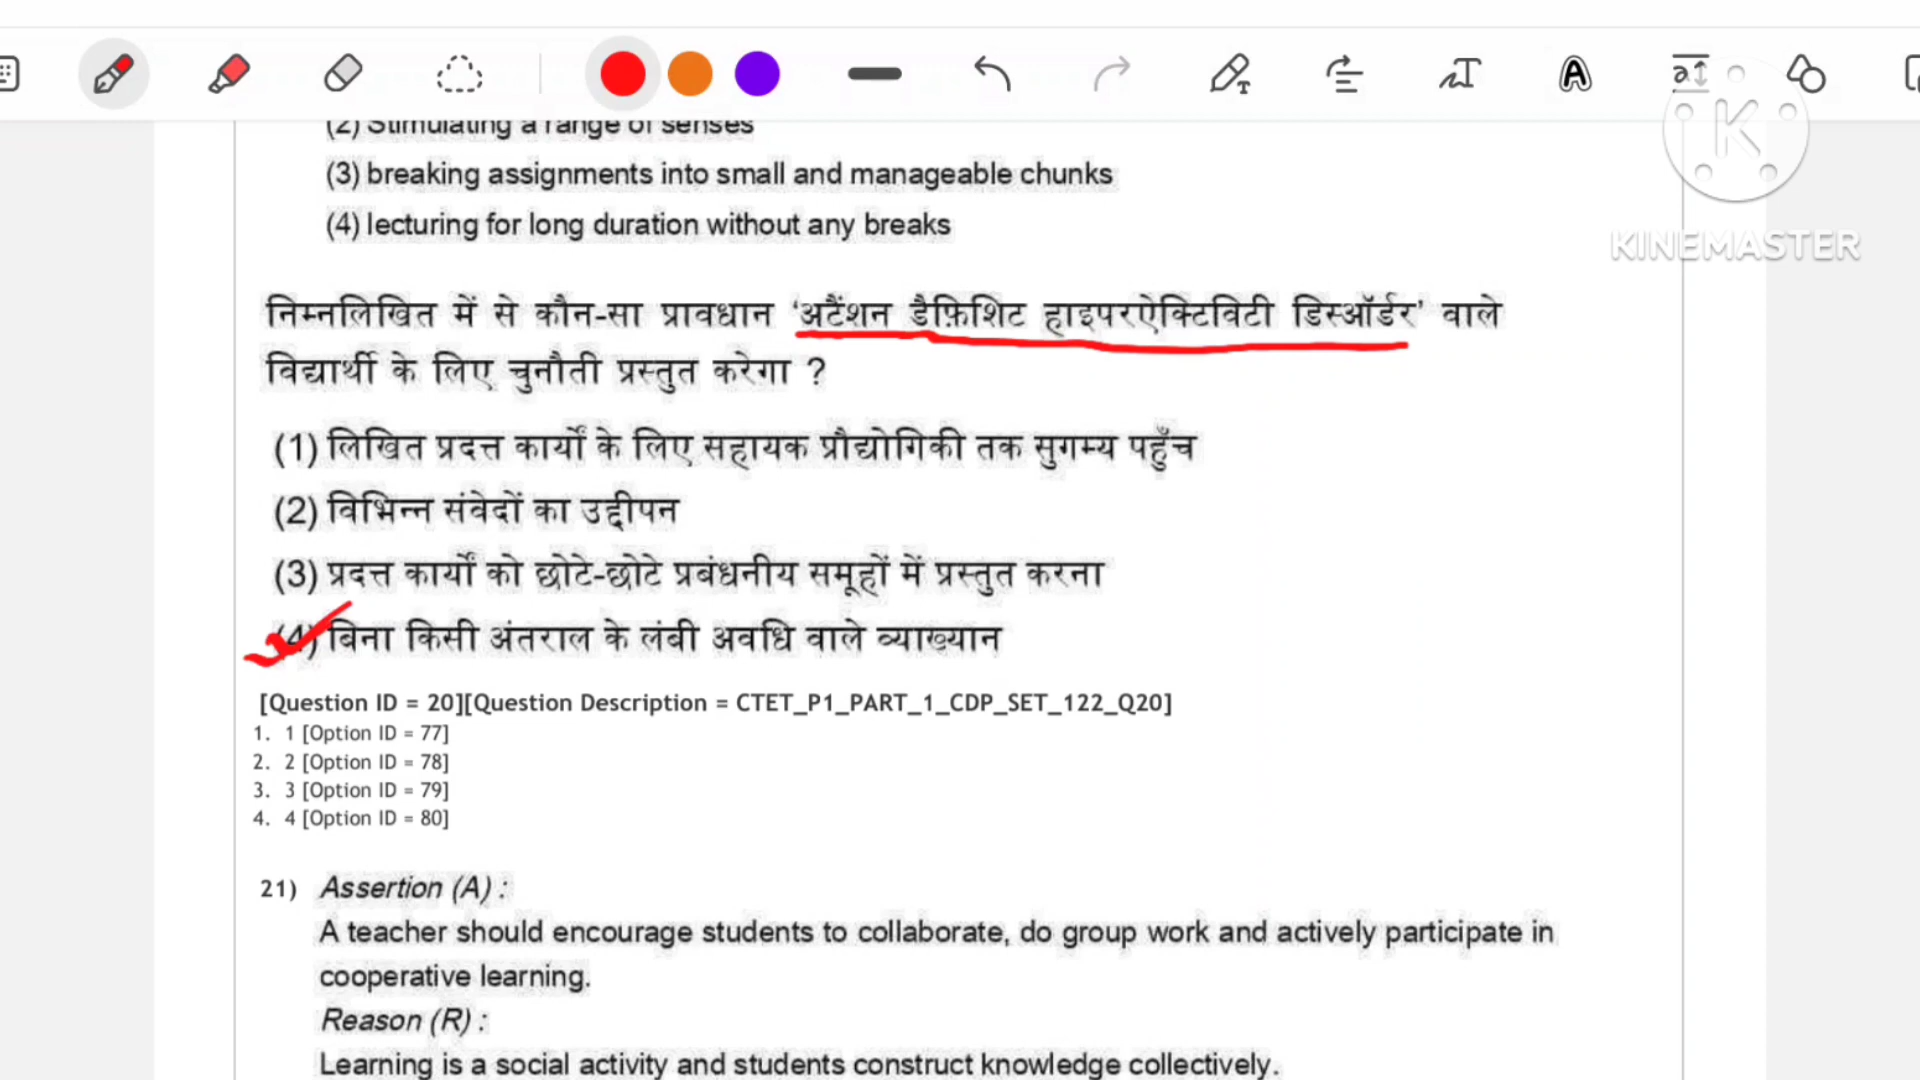 (2) Stimulating a range of senses
(3) breaking assignments into small and manageable chunks
(4) lecturing for long duration without any breaks
KINEMASTER
निम्नलिखित में से कौन-सा प्रावधान ‘अटैंशन डैफ़िशिट हाइपरऐक्टिविटी डिस्ऑर्डर’ वाले
विद्यार्थी के लिए चुनौती प्रस्तुत करेगा ?
(1) लिखित प्रदत्त कार्यों के लिए सहायक प्रौद्योगिकी तक सुगम्य पहुँच
(2) विभिन्न संवेदों का उद्दीपन
(3) प्रदत्त कार्यों को छोटे-छोटे प्रबंधनीय समूहों में प्रस्तुत करना
(4) बिना किसी अंतराल के लंबी अवधि वाले व्याख्यान
[Question ID = 20][Question Description = CTET_P1_PART_1_CDP_SET_122_Q20]
1. 1 [Option ID = 77]
2. 2 [Option ID = 78]
3. 3 [Option ID = 79]
4. 4 [Option ID = 80]
21) Assertion (A) :
A teacher should encourage students to collaborate, do group work and actively participate in
cooperative learning.
Reason (R) :
Learning is a social activity and students construct knowledge collectively.